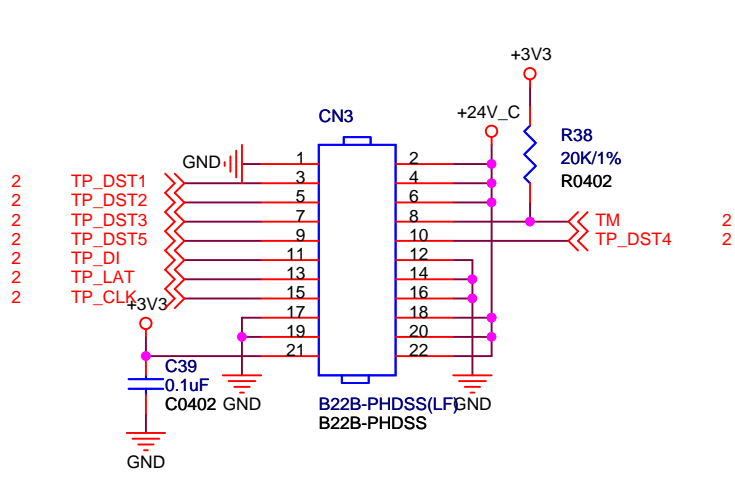 +3V3
+24V_C
CN3
R38
20K/1%
R0402
GND
1
2
2
TP_DST1
3
4
2
TP_DST2
5
6
2
TP_DST3
7
8
TM
2
2
TP_DST5
9
10
TP_DST4
2
2
TP_DI
11
12
2
TP_LAT
13
14
2
TP_CLK
15
16
+3V3
17
18
19
20
21
22
C39
0.1uF
C0402
GND
B22B-PHDSS(LF)
GND
B22B-PHDSS
GND